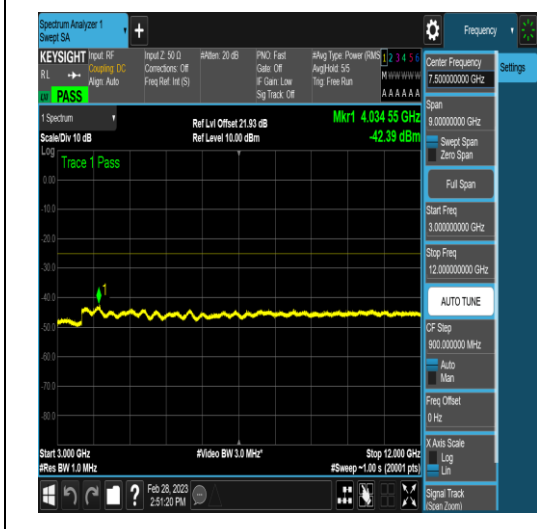 Spectrum Analyzer 1
Swept SA
Frequency
KEYSIGHT
RL
PASS
Input: RF
Coupling: DC
Align: Auto
Input Z: 50 Ω
Corrections: Off
Freq Ref: Int (S)
#Atten: 20 dB
PNO: Fast
Gate: Off
IF Gain: Low
Sig Track: Off
#Avg Type: Power (RMS
Avg|Hold: 5/5
Trig: Free Run
1 2 3 4 5 6
M W W W W W
A A A A A A
1 Spectrum
Scale/Div 10 dB
Ref Lvl Offset 21.93 dB
Ref Level 10.00 dBm
Mkr1 4.034 55 GHz
-42.39 dBm
Log
Trace 1 Pass
0.00
-10.0
-20.0
-30.0
-40.0
-50.0
-60.0
-70.0
-80.0
1
Start 3.000 GHz
#Res BW 1.0 MHz
#Video BW 3.0 MHz*
Stop 12.000 GHz
#Sweep ~1.00 s (20001 pts)
Feb 28, 2023
2:51:20 PM
Center Frequency
7.500000000 GHz
Settings
Span
9.00000000 GHz
Swept Span
Zero Span
Full Span
Start Freq
3.000000000 GHz
Stop Freq
12.000000000 GHz
AUTO TUNE
CF Step
900.000000 MHz
Auto
Man
Freq Offset
0 Hz
X Axis Scale
Log
Lin
Signal Track
(Span Zoom)